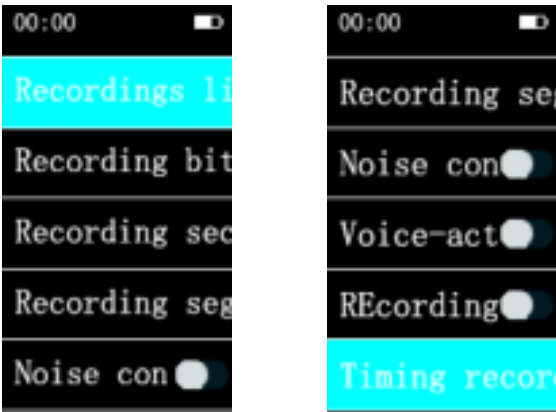 00:00
Recordings li
Recording bit
Recording sec
Recording seg
Noise con
00:00
Recording seg
Noise con
Voice-act
REcording
Timing recor